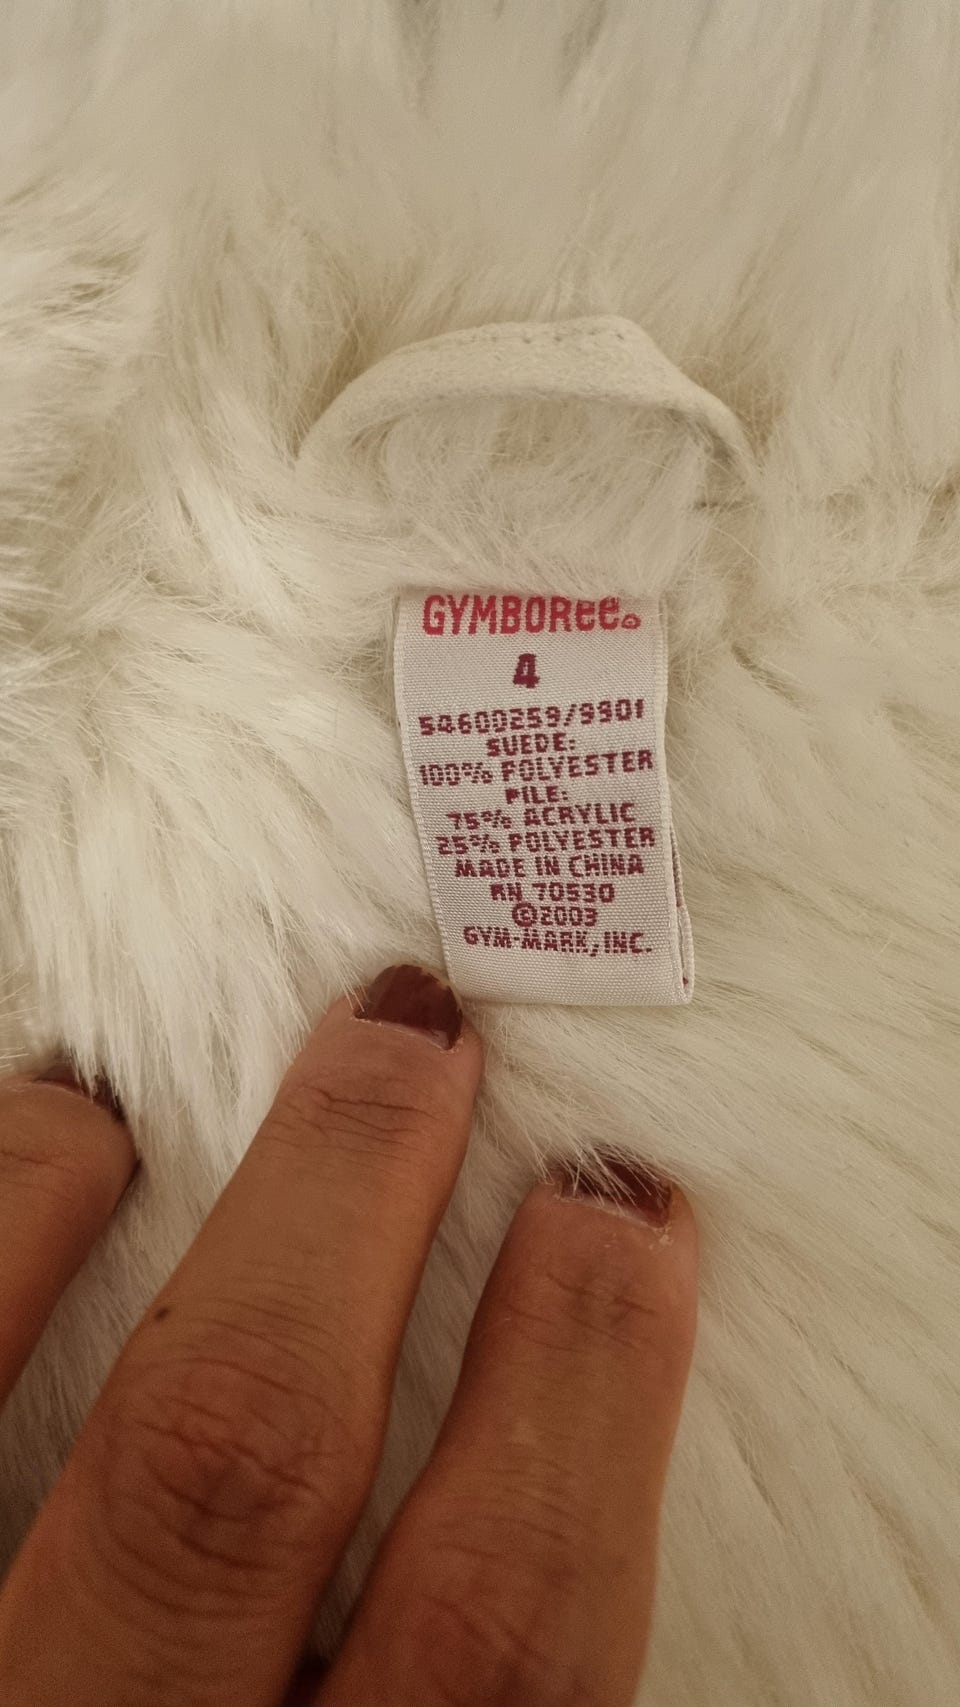 GYMBORee®
4
54600259/9901
SUEDE:
100% POLYESTER
PILE:
75% ACRYLIC
25% POLYESTER
MADE IN CHINA
RN 70530
©2003
GYM-MARK, INC.